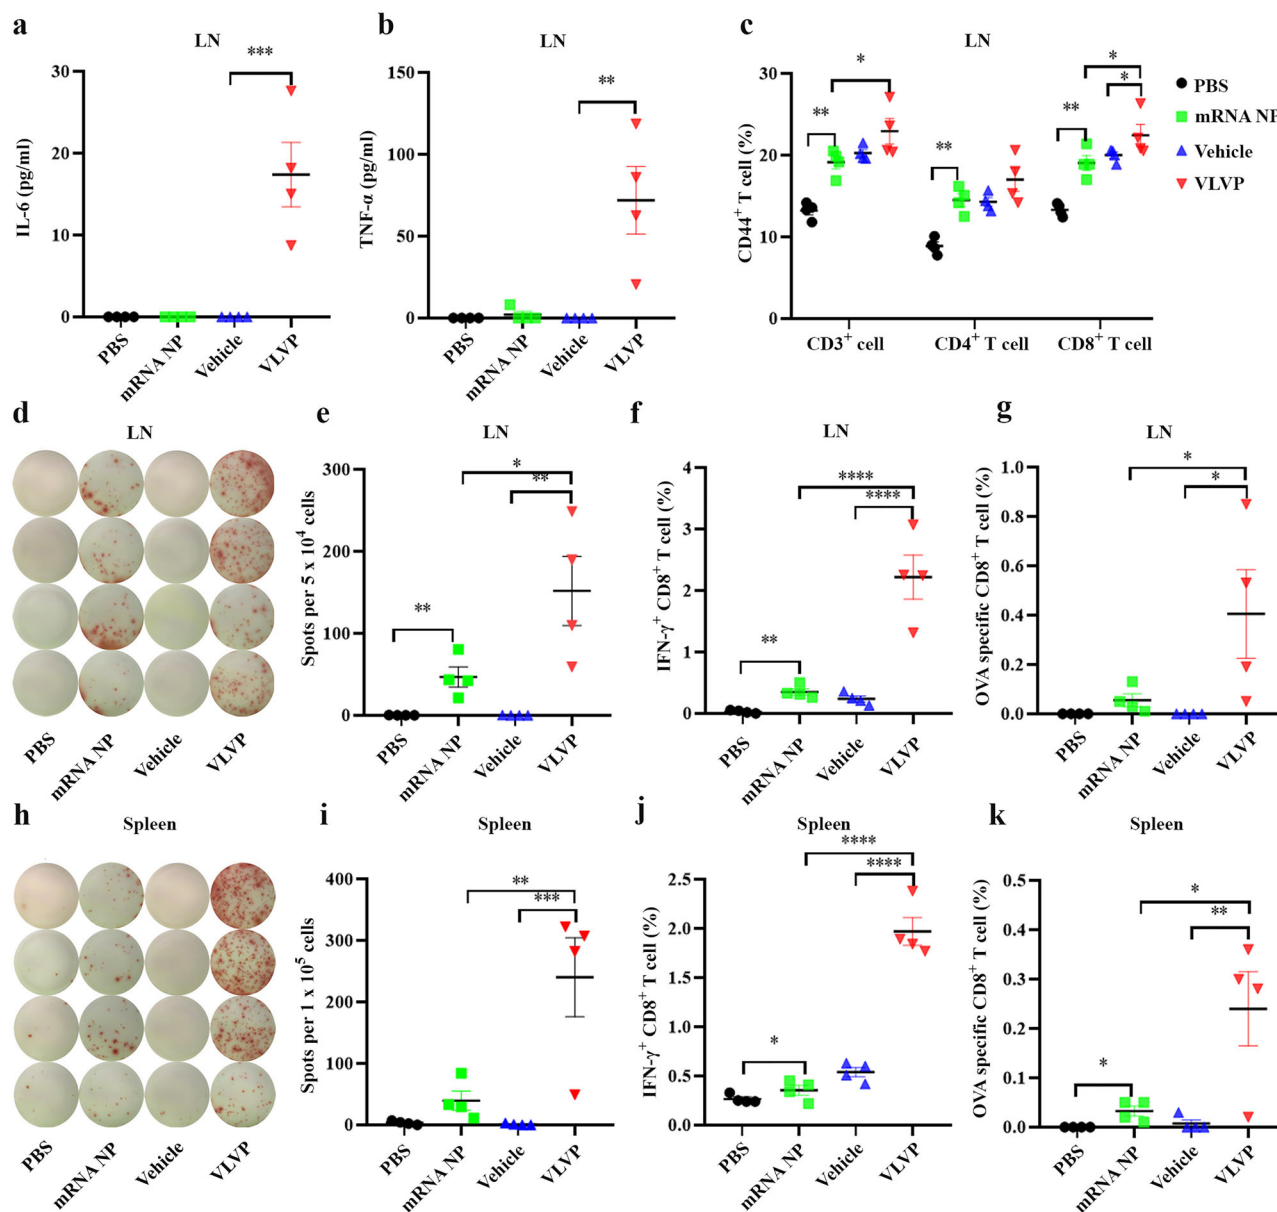 a
LN
***
30
20
10
0
IL-6 (pg/ml)
PBS
mRNA NP
Vehicle
VLVP
b
LN
**
150
100
50
0
TNF-α (pg/ml)
PBS
mRNA NP
Vehicle
VLVP
c
LN
*
*
*
**
**
**
30
20
10
0
CD44⁺ T cell (%)
CD3⁺ cell
CD4⁺ T cell
CD8⁺ T cell
PBS
mRNA NP
Vehicle
VLVP
d
LN
PBS
mRNA NP
Vehicle
VLVP
e
LN
*
**
**
300
200
100
0
Spots per 5 x 10⁴ cells
PBS
mRNA NP
Vehicle
VLVP
f
LN
****
****
**
4
3
2
1
0
IFN-γ⁺ CD8⁺ T cell (%)
PBS
mRNA NP
Vehicle
VLVP
g
LN
*
*
1.0
0.8
0.6
0.4
0.2
0.0
OVA specific CD8⁺ T cell (%)
PBS
mRNA NP
Vehicle
VLVP
h
Spleen
PBS
mRNA NP
Vehicle
VLVP
i
Spleen
**
***
400
300
200
100
0
Spots per 1 x 10⁵ cells
PBS
mRNA NP
Vehicle
VLVP
j
Spleen
****
****
*
2.5
2.0
1.5
1.0
0.5
0.0
IFN-γ⁺ CD8⁺ T cell (%)
PBS
mRNA NP
Vehicle
VLVP
k
Spleen
*
**
*
0.5
0.4
0.3
0.2
0.1
0.0
OVA specific CD8⁺ T cell (%)
PBS
mRNA NP
Vehicle
VLVP